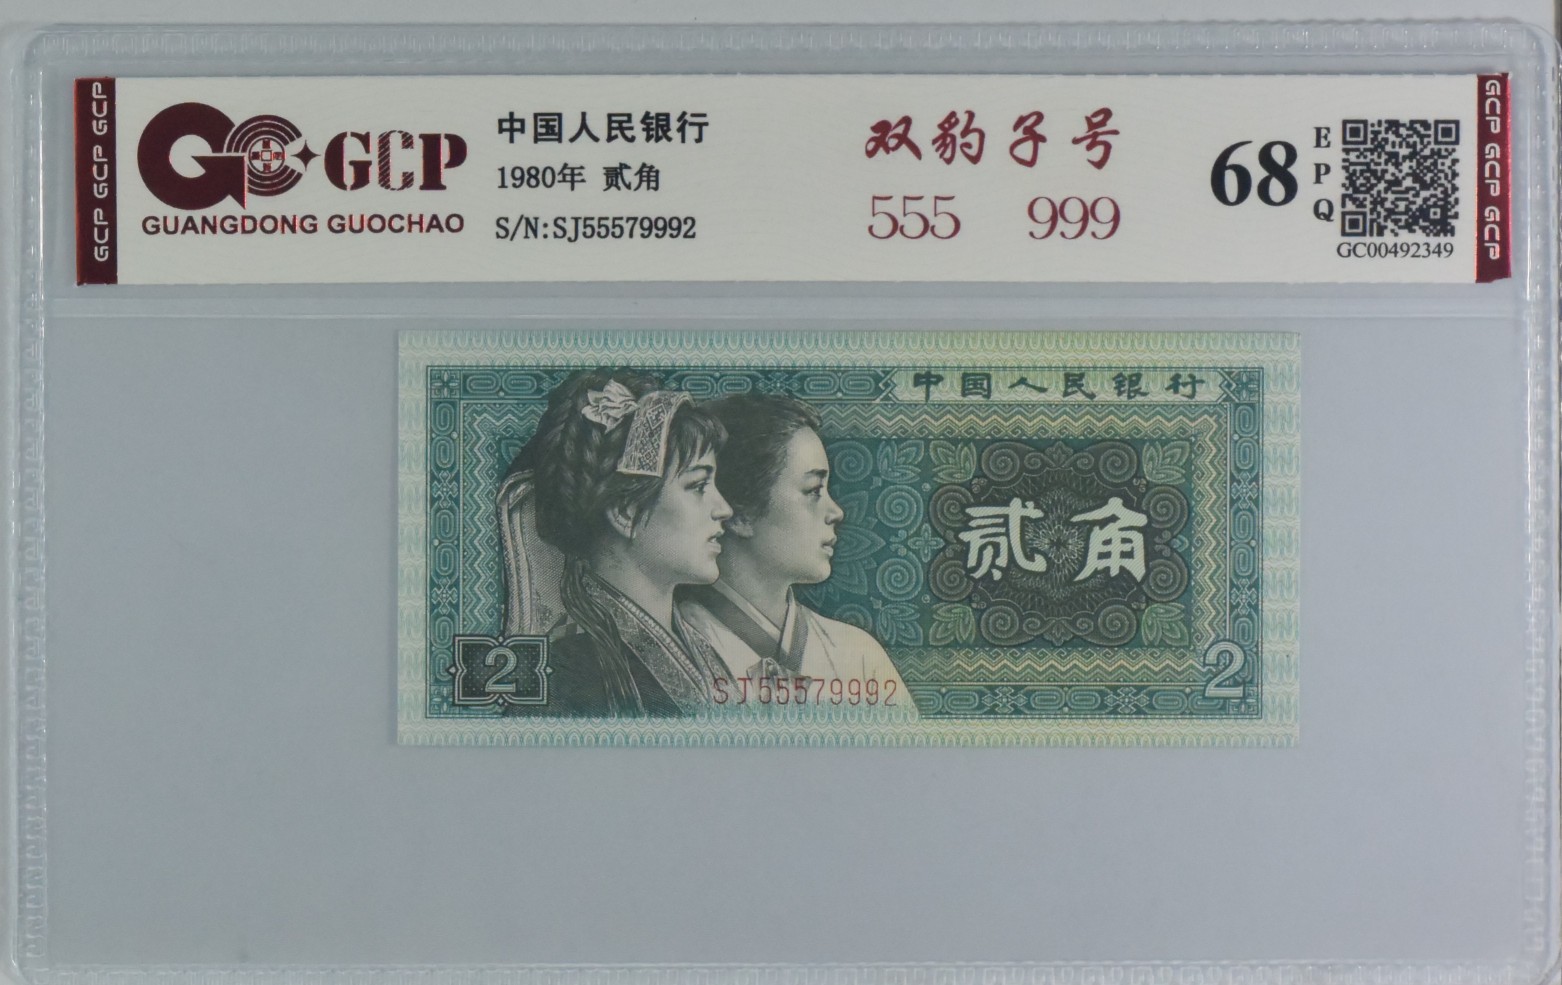 GCP
GUANGDONG GUOCHAO
中国人民银行
1980年 贰角
S/N:SJ55579992
双豹子号
555 999
68
EPQ
GC00492349
GCP GCP GCP
GCP GCP GCP
中国人民银行
贰角
2
SJ55579992
2